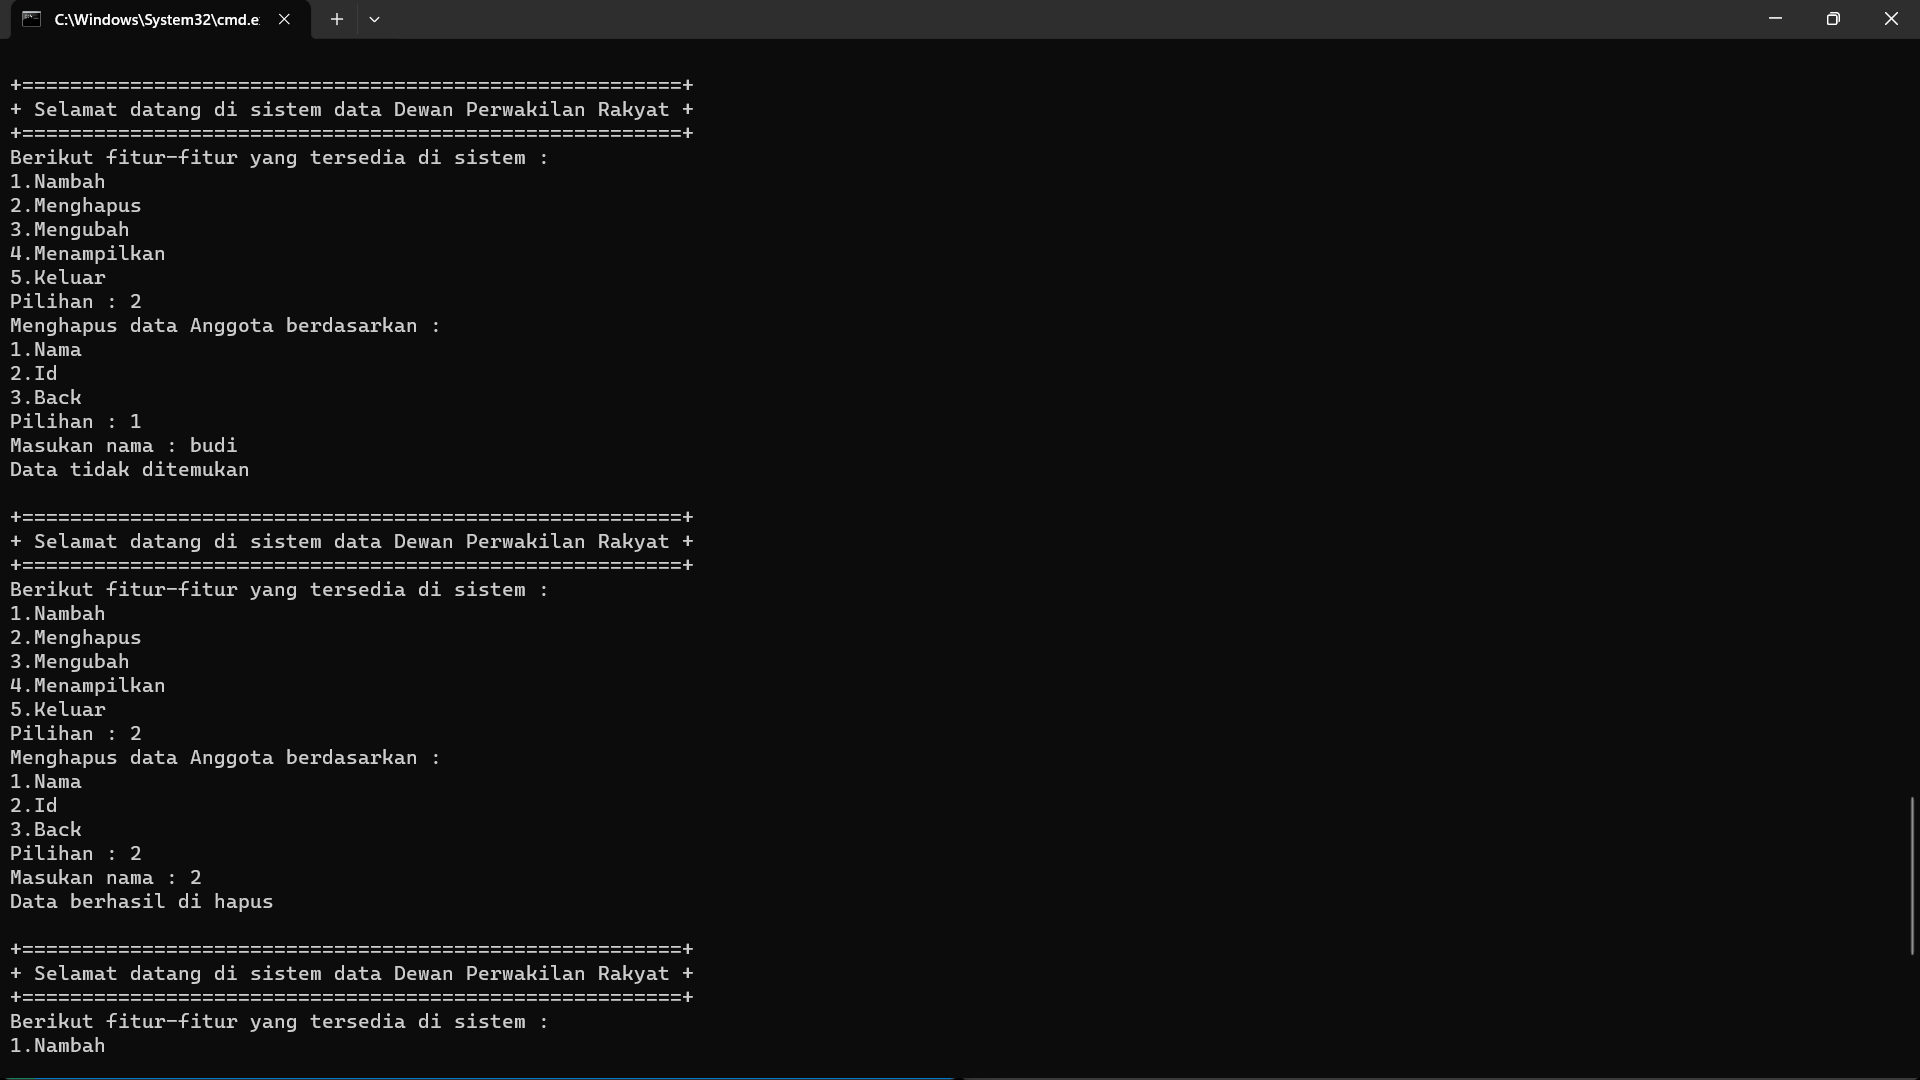 C:\Windows\System32\cmd.e
+=======================================================+
+ Selamat datang di sistem data Dewan Perwakilan Rakyat +
+=======================================================+
Berikut fitur-fitur yang tersedia di sistem :
1.Nambah
2.Menghapus
3.Mengubah
4.Menampilkan
5.Keluar
Pilihan : 2
Menghapus data Anggota berdasarkan :
1.Nama
2.Id
3.Back
Pilihan : 1
Masukan nama : budi
Data tidak ditemukan
+=======================================================+
+ Selamat datang di sistem data Dewan Perwakilan Rakyat +
+=======================================================+
Berikut fitur-fitur yang tersedia di sistem :
1.Nambah
2.Menghapus
3.Mengubah
4.Menampilkan
5.Keluar
Pilihan : 2
Menghapus data Anggota berdasarkan :
1.Nama
2.Id
3.Back
Pilihan : 2
Masukan nama : 2
Data berhasil di hapus
+=======================================================+
+ Selamat datang di sistem data Dewan Perwakilan Rakyat +
+=======================================================+
Berikut fitur-fitur yang tersedia di sistem :
1.Nambah